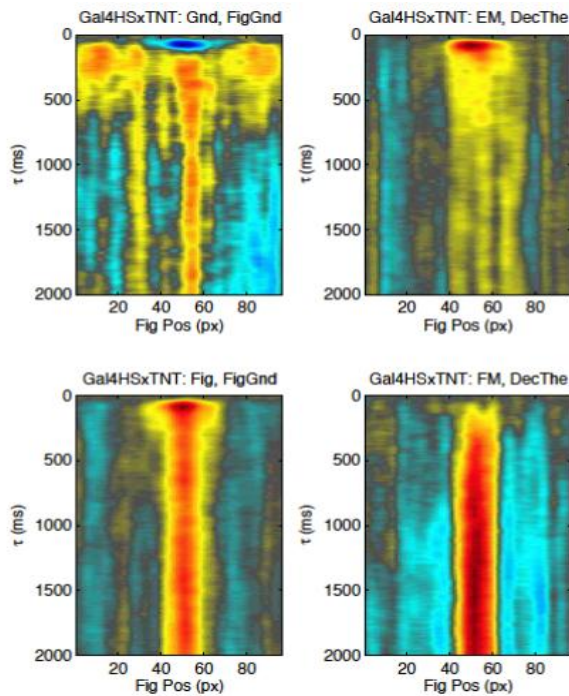 Gal4HSxTNT: Gnd, FigGnd
Gal4HSxTNT: EM, DecThe
0
500
1000
1500
2000
τ (ms)
20 40 60 80
Fig Pos (px)
0
500
1000
1500
2000
τ (ms)
20 40 60 80
Fig Pos (px)
Gal4HSxTNT: Fig, FigGnd
Gal4HSxTNT: FM, DecThe
0
500
1000
1500
2000
τ (ms)
20 40 60 80
Fig Pos (px)
0
500
1000
1500
2000
τ (ms)
20 40 60 80
Fig Pos (px)